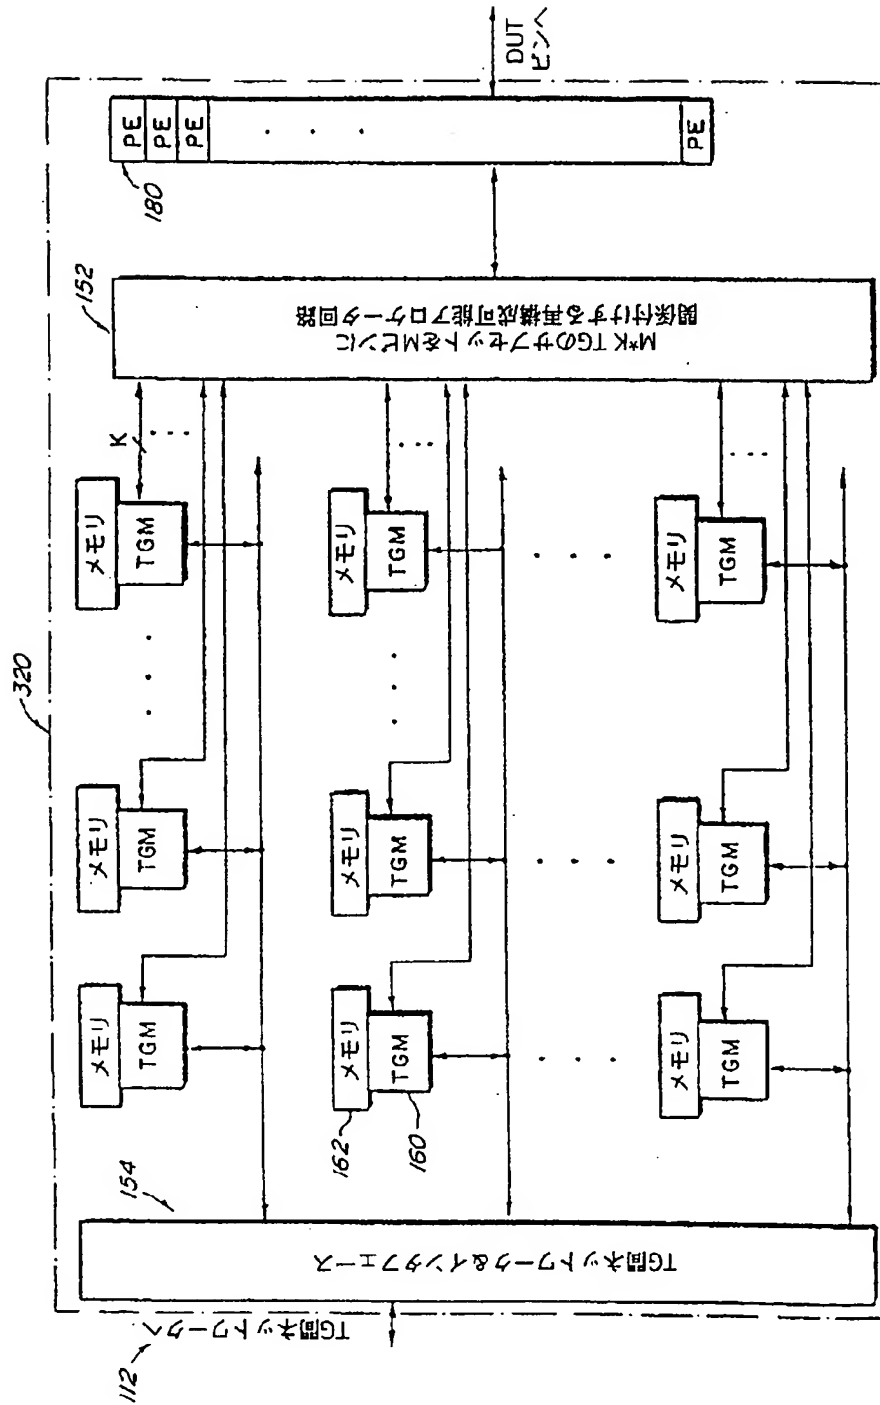 320
112
TG間ネットワークへ
154
TG間ネットワーク&インタフェース
メモリ
TGM
メモリ
TGM
メモリ
TGM
K
162
メモリ
160
TGM
メモリ
TGM
メモリ
TGM
メモリ
TGM
メモリ
TGM
メモリ
TGM
152
M*K TGのサブセットをMピンに
関係付けする再構成可能アロケータ回路
180
PE
PE
PE
PE
DUT
ピンへ